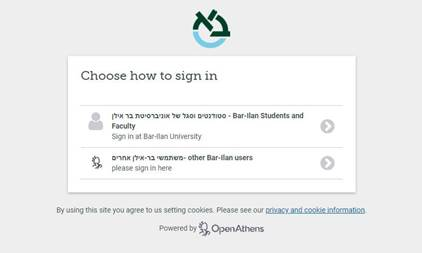 בא
Choose how to sign in
סטודנטים וסגל של אוניברסיטת בר אילן - Bar-Ilan Students and
Faculty
Sign in at Bar-Ilan University
משתמשי בר-אילן אחרים- other Bar-Ilan users
please sign in here
By using this site you agree to us setting cookies. Please see our privacy and cookie information.
Powered by OpenAthens